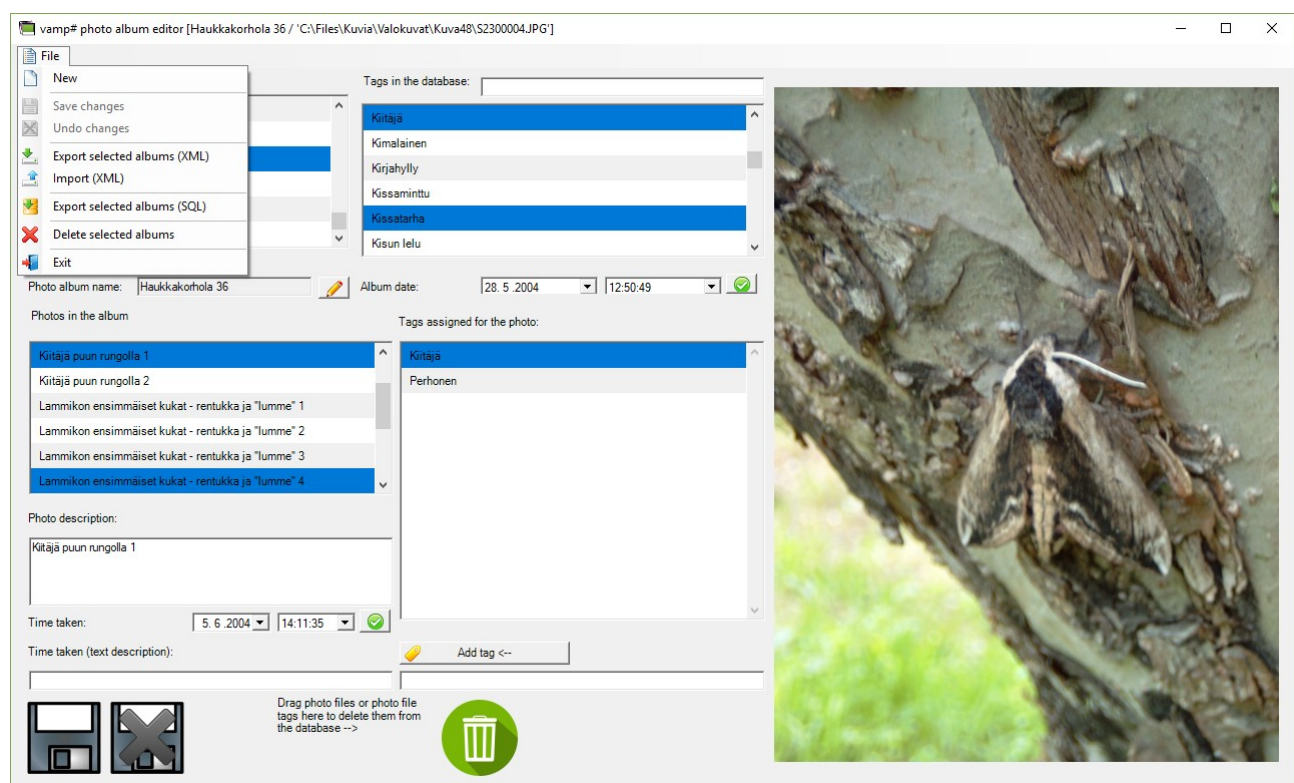 vamp# photo album editor [Haukkakorhola 36 / 'C:\Files\Kuvia\Valokuvat\Kuva48\S2300004.JPG']
File
New
Save changes
Undo changes
Export selected albums (XML)
Import (XML)
Export selected albums (SQL)
Delete selected albums
Exit
Tags in the database:
Kiitäjä
Kimalainen
Kirjahylly
Kissaminttu
Kissatarha
Kisun lelu
Photo album name: Haukkakorhola 36
Album date: 28. 5 .2004 12:50:49
Photos in the album
Kiitäjä puun rungolla 1
Kiitäjä puun rungolla 2
Lammikon ensimmäiset kukat - rentukka ja "lumme" 1
Lammikon ensimmäiset kukat - rentukka ja "lumme" 2
Lammikon ensimmäiset kukat - rentukka ja "lumme" 3
Lammikon ensimmäiset kukat - rentukka ja "lumme" 4
Tags assigned for the photo:
Kiitäjä
Perhonen
Photo description:
Kiitäjä puun rungolla 1
Time taken: 5. 6 .2004 14:11:35
Time taken (text description):
Add tag <--
Drag photo files or photo file
tags here to delete them from
the database -->